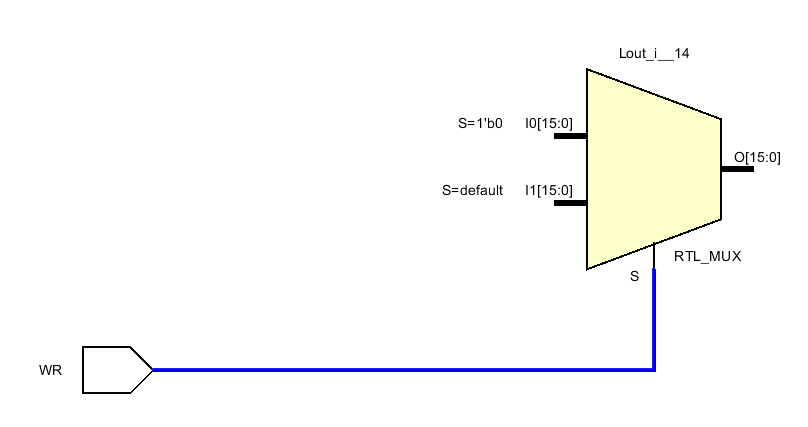 Lout_i__14
S=1'b0 I0[15:0]
O[15:0]
S=default I1[15:0]
RTL_MUX
S
WR